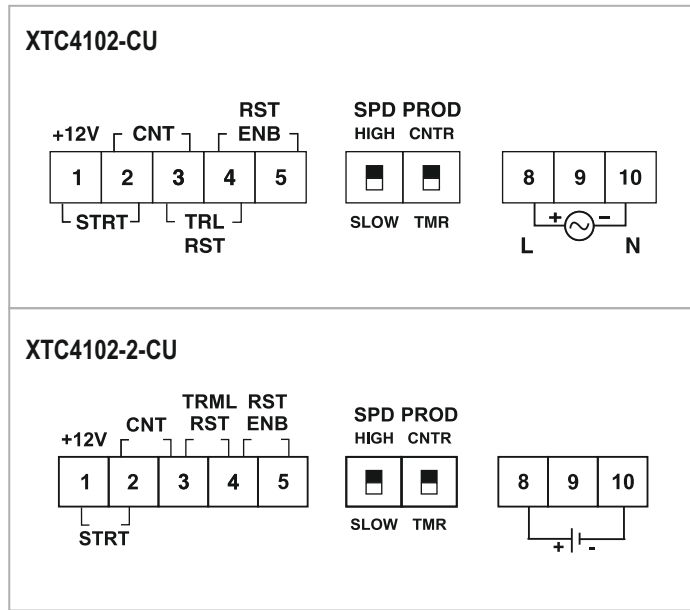 XTC4102-CU
RST
SPD PROD
+12V CNT ENB
HIGH CNTR
1 2 3 4 5
8 9 10
STRT TRL
RST
SLOW TMR
+ −
L N
XTC4102-2-CU
TRML RST
SPD PROD
+12V CNT RST ENB
HIGH CNTR
1 2 3 4 5
8 9 10
STRT
SLOW TMR
+ -